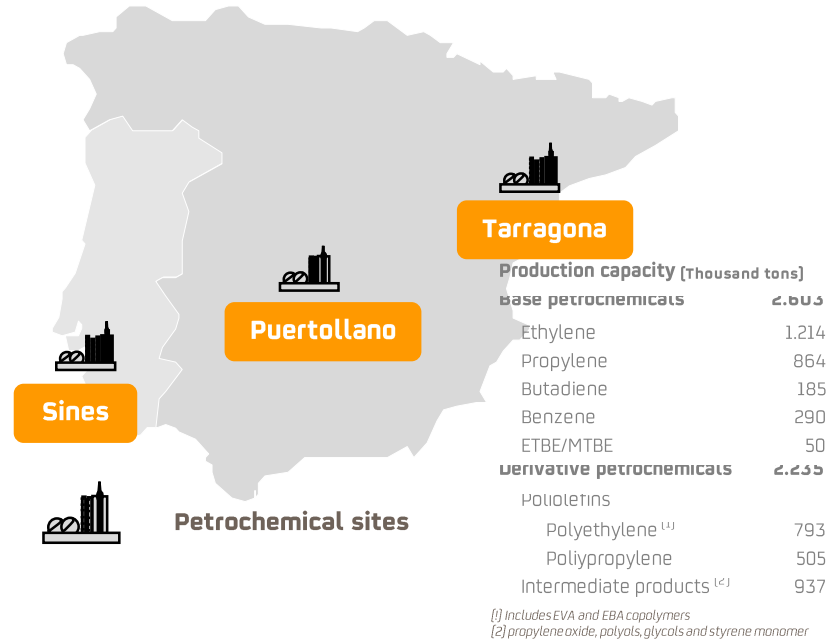 Tarragona
Production capacity (Thousand tons)
Base petrochemicals 2.603
Puertollano
Ethylene 1.214
Propylene 864
Butadiene 185
Sines
Benzene 290
ETBE/MTBE 50
Derivative petrochemicals 2.235
Poliolefins
Petrochemical sites
Polyethylene [1] 793
Poliypropylene 505
Intermediate products [2] 937
[1] Includes EVA and EBA copolymers
[2] propylene oxide, polyols, glycols and styrene monomer